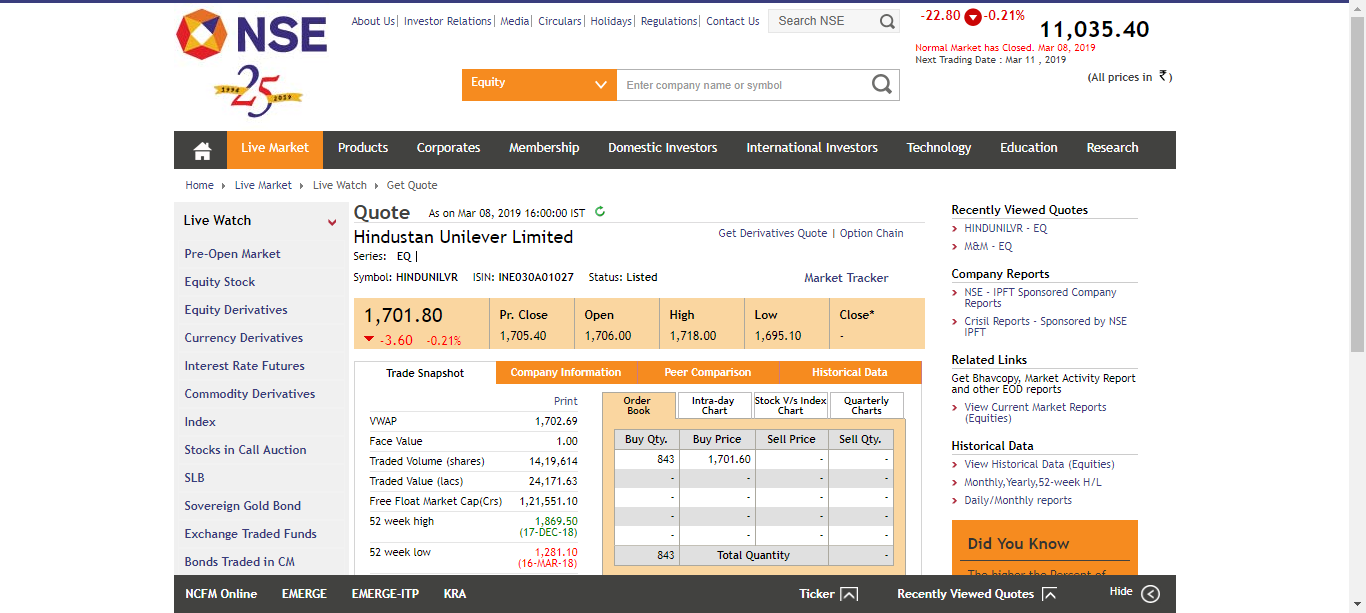 NSE
1994 25 2019
About Us| Investor Relations| Media| Circulars| Holidays| Regulations| Contact Us
Search NSE
-22.80 -0.21%
11,035.40
Normal Market has Closed. Mar 08, 2019
Next Trading Date : Mar 11 , 2019
(All prices in ₹)
Equity
Enter company name or symbol
Live Market Products Corporates Membership Domestic Investors International Investors Technology Education Research
Home Live Market Live Watch Get Quote
Live Watch
Pre-Open Market
Equity Stock
Equity Derivatives
Currency Derivatives
Interest Rate Futures
Commodity Derivatives
Index
Stocks in Call Auction
SLB
Sovereign Gold Bond
Exchange Traded Funds
Bonds Traded in CM
Quote As on Mar 08, 2019 16:00:00 IST
Hindustan Unilever Limited
Get Derivatives Quote | Option Chain
Series: EQ |
Symbol: HINDUNILVR ISIN: INE030A01027 Status: Listed
Market Tracker
1,701.80
-3.60 -0.21%
Pr. Close Open High Low Close*
1,705.40 1,706.00 1,718.00 1,695.10 -
Trade Snapshot Company Information Peer Comparison Historical Data
Print
VWAP 1,702.69
Face Value 1.00
Traded Volume (shares) 14,19,614
Traded Value (lacs) 24,171.63
Free Float Market Cap(Crs) 1,21,551.10
52 week high 1,869.50
(17-DEC-18)
52 week low 1,281.10
(16-MAR-18)
Order Book
Intra-day Chart
Stock V/s Index Chart
Quarterly Charts
Buy Qty. Buy Price Sell Price Sell Qty.
843 1,701.60 - -
- - - -
- - - -
- - - -
- - - -
843 Total Quantity -
Recently Viewed Quotes
HINDUNILVR - EQ
M&M - EQ
Company Reports
NSE - IPFT Sponsored Company
Reports
Crisil Reports - Sponsored by NSE
IPFT
Related Links
Get Bhavcopy, Market Activity Report
and other EOD reports
View Current Market Reports
(Equities)
Historical Data
View Historical Data (Equities)
Monthly,Yearly,52-week H/L
Daily/Monthly reports
Did You Know
The higher the Percent of
NCFM Online EMERGE EMERGE-ITP KRA Ticker Recently Viewed Quotes Hide